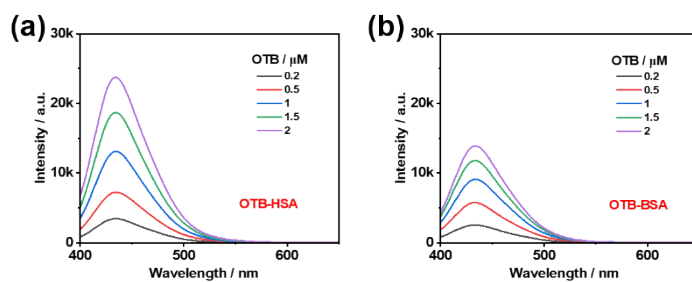 (a)
30k
20k
10k
0
Intensity / a.u.
OTB / μM
0.2
0.5
1
1.5
2
OTB-HSA
400
500
600
Wavelength / nm
(b)
30k
20k
10k
0
Intensity / a.u.
OTB / μM
0.2
0.5
1
1.5
2
OTB-BSA
400
500
600
Wavelength / nm